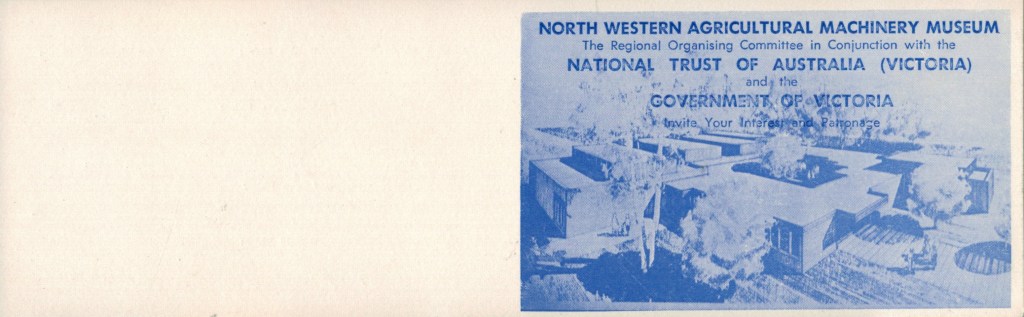 NORTH WESTERN AGRICULTURAL MACHINERY MUSEUM
The Regional Organising Committee in Conjunction with the
NATIONAL TRUST OF AUSTRALIA (VICTORIA)
and the
GOVERNMENT OF VICTORIA
Invite Your Interest and Patronage